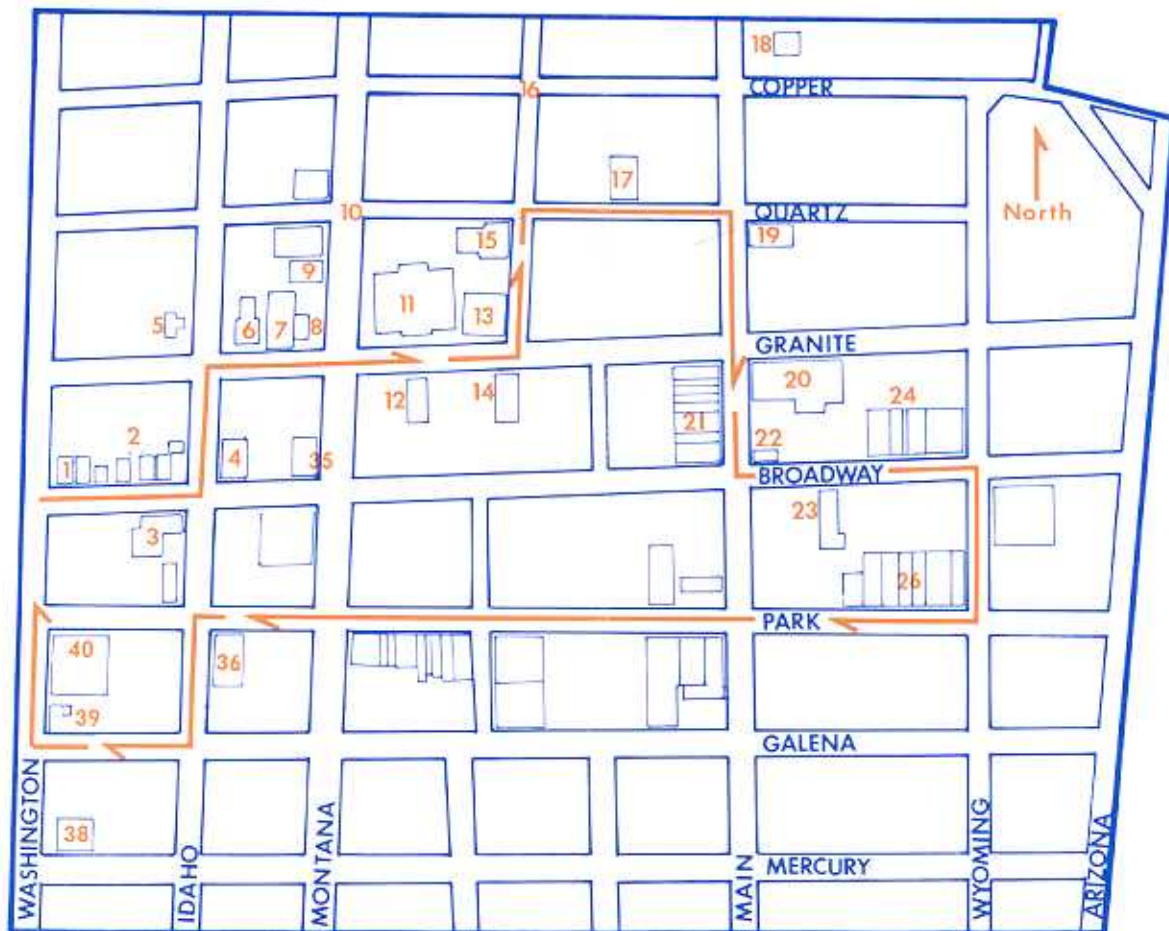 18
COPPER
16
17
10
QUARTZ
North
15
19
9
11
13
5
6
7
8
GRANITE
12
14
20
24
21
2
1
4
35
22
BROADWAY
23
3
26
PARK
40
36
39
GALENA
38
MERCURY
WASHINGTON
IDAHO
MONTANA
MAIN
WYOMING
ARIZONA